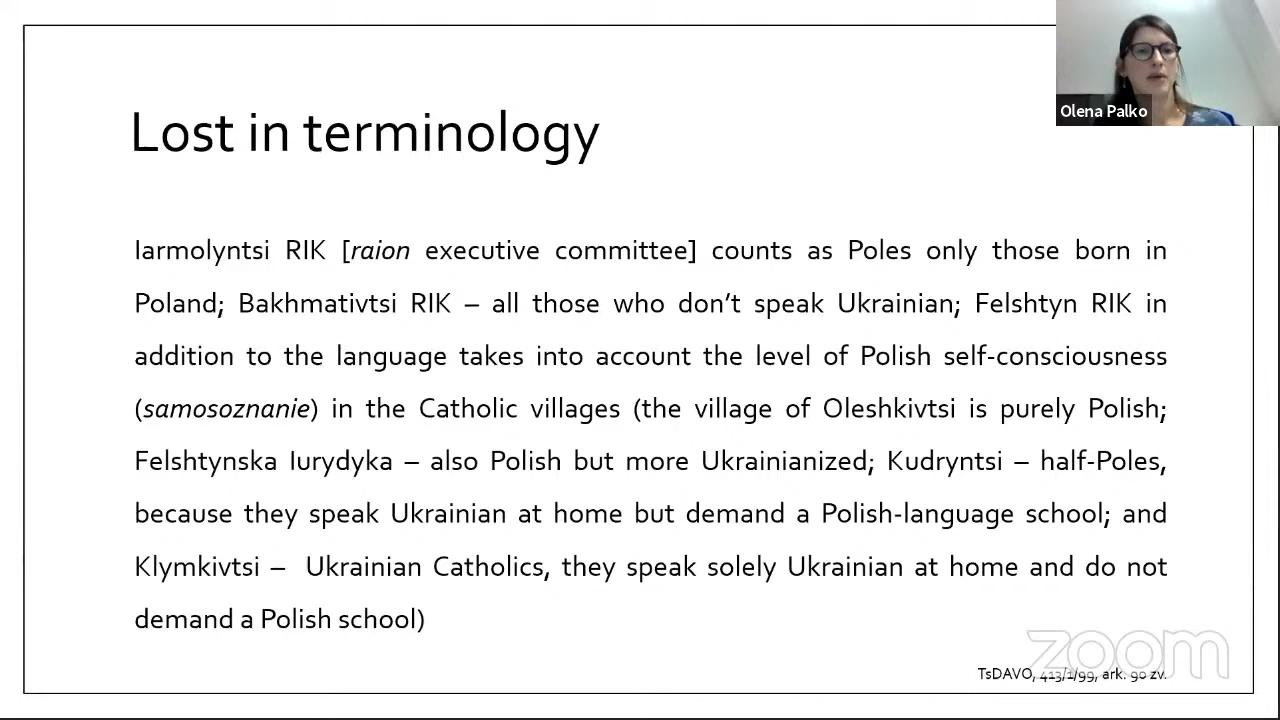 Olena Palko
Lost in terminology
Iarmolyntsi RIK [raion executive committee] counts as Poles only those born in
Poland; Bakhmativtsi RIK – all those who don’t speak Ukrainian; Felshtyn RIK in
addition to the language takes into account the level of Polish self-consciousness
(samosoznanie) in the Catholic villages (the village of Oleshkivtsi is purely Polish;
Felshtynska Iurydyka – also Polish but more Ukrainianized; Kudryntsi – half-Poles,
because they speak Ukrainian at home but demand a Polish-language school; and
Klymkivtsi – Ukrainian Catholics, they speak solely Ukrainian at home and do not
demand a Polish school)
zoom
TsDAVO, 413/1/99, ark. 90 zv.